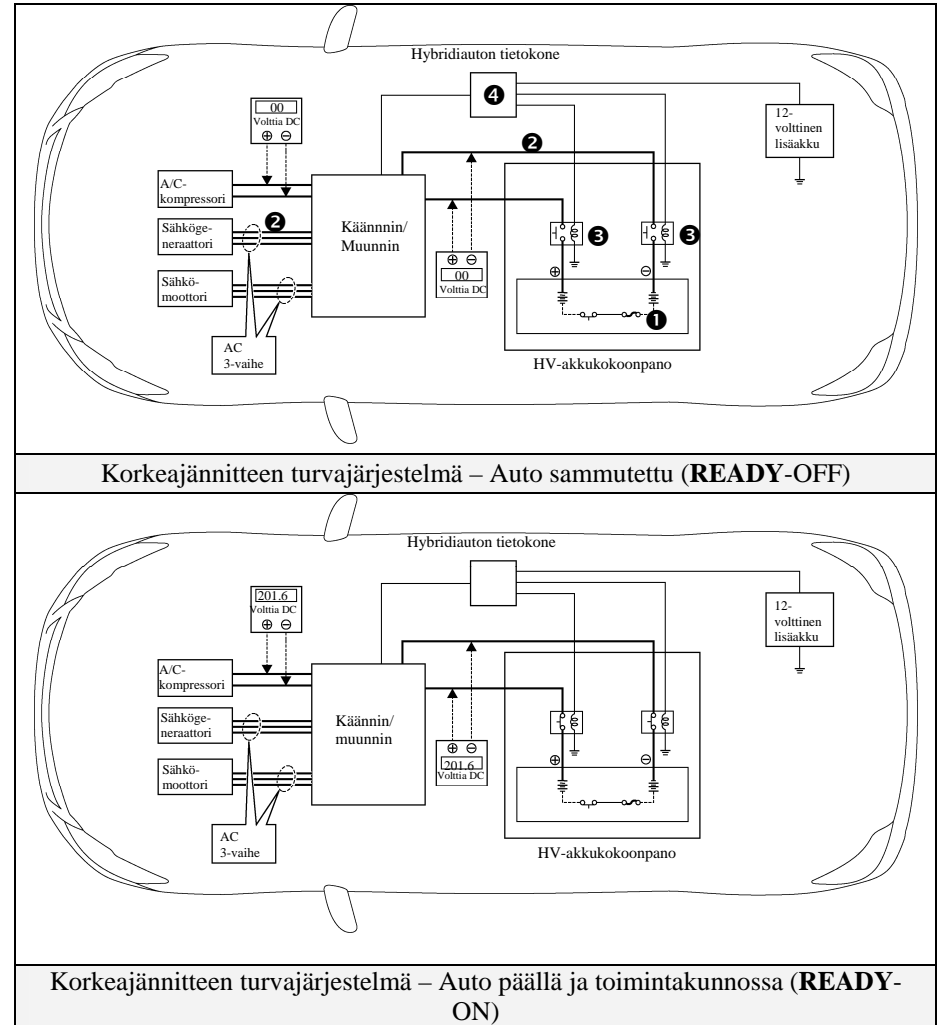 Hybridiauton tietokone
❹
00
Volttia DC
⊕ ⊖
12-
volttinen
lisäakku
❷
A/C-
kompressori
Sähköge-
neraattori
❷
Sähkö-
moottori
Käännnin/
Muunnin
⊕ ⊖
00
Volttia DC
❸
❸
⊕
⊖
❶
AC
3-vaihe
HV-akkukokoonpano
Korkeajännitteen turvajärjestelmä – Auto sammutettu (READY-OFF)
Hybridiauton tietokone
201.6
Volttia DC
⊕ ⊖
12-
volttinen
lisäakku
A/C-
kompressori
Sähköge-
neraattori
Sähkö-
moottori
Käännin/
muunnin
⊕ ⊖
201.6
Volttia DC
⊕
⊖
AC
3-vaihe
HV-akkukokoonpano
Korkeajännitteen turvajärjestelmä – Auto päällä ja toimintakunnossa (READY-
ON)